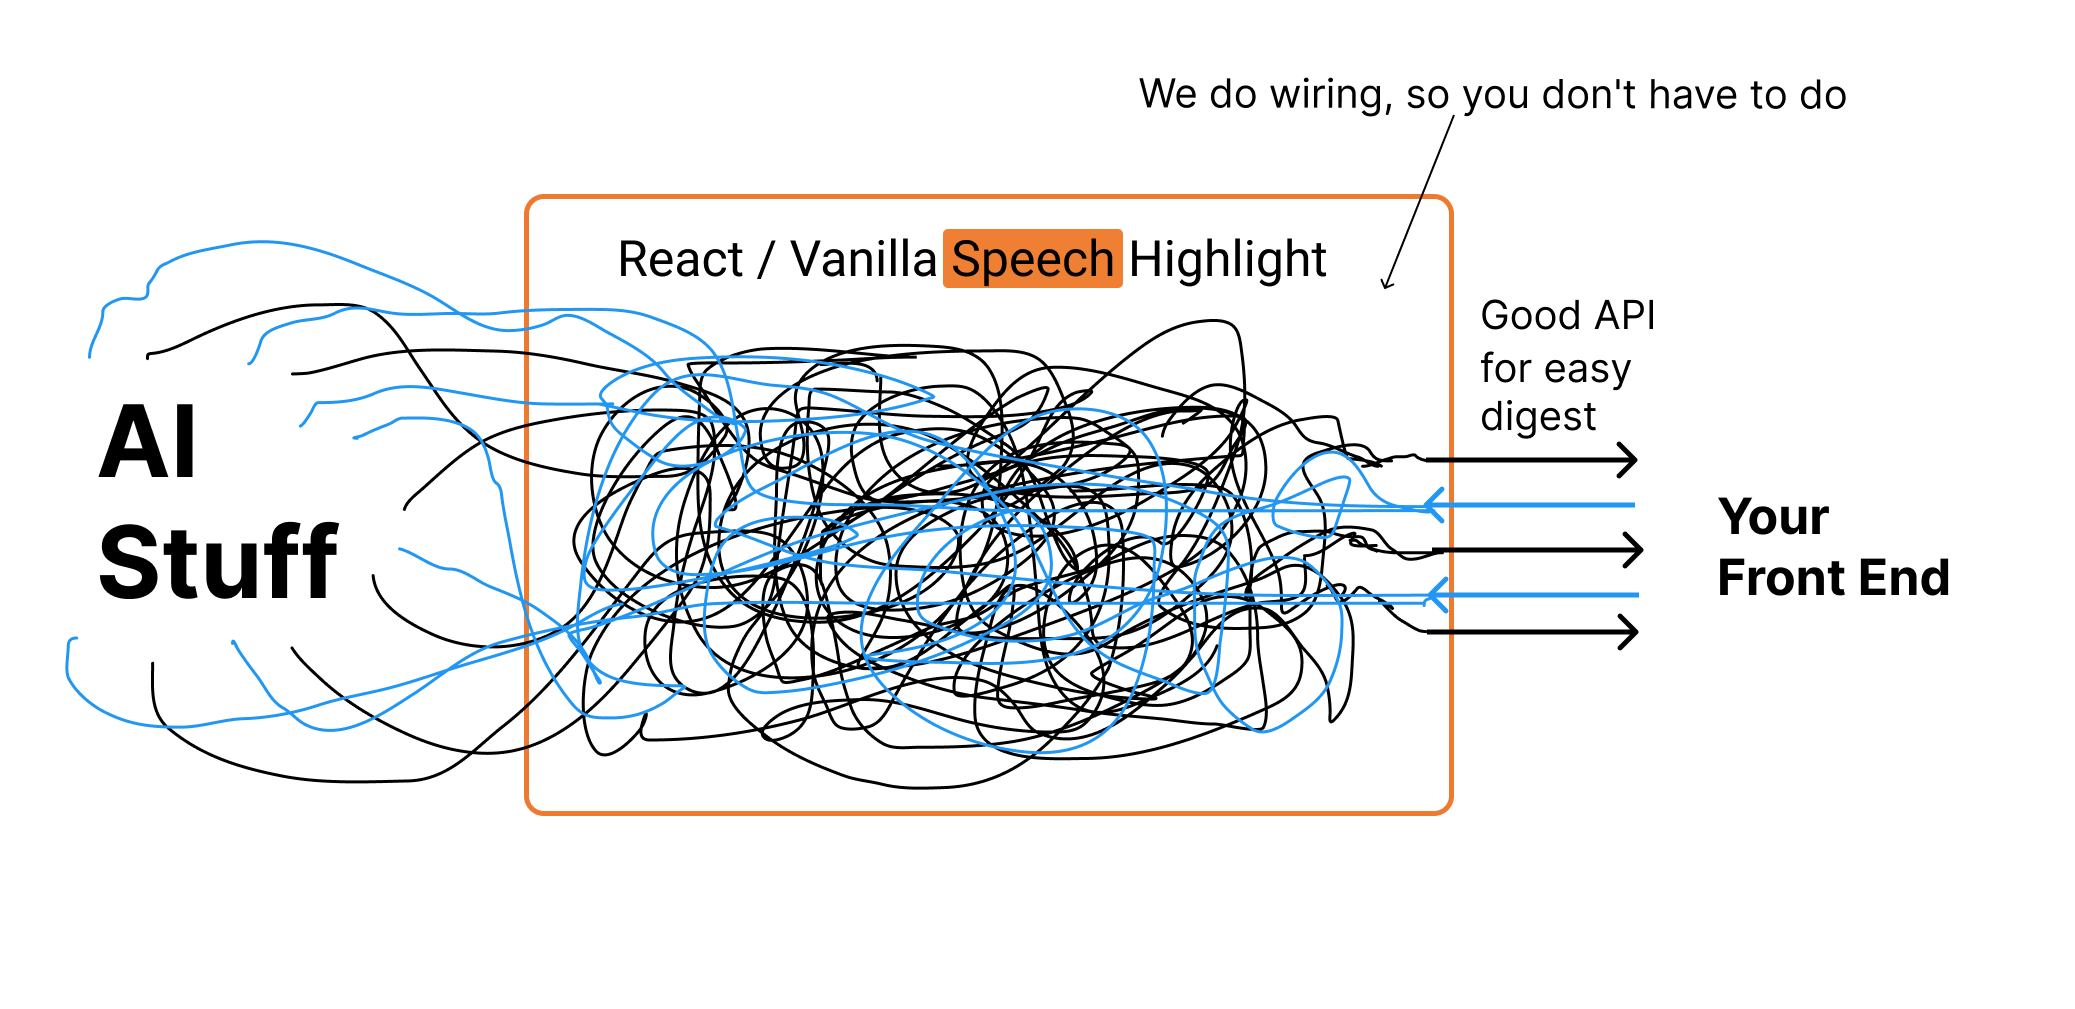 We do wiring, so you don't have to do
React / Vanilla Speech Highlight
Good API
for easy
digest
AI
Stuff
Your
Front End